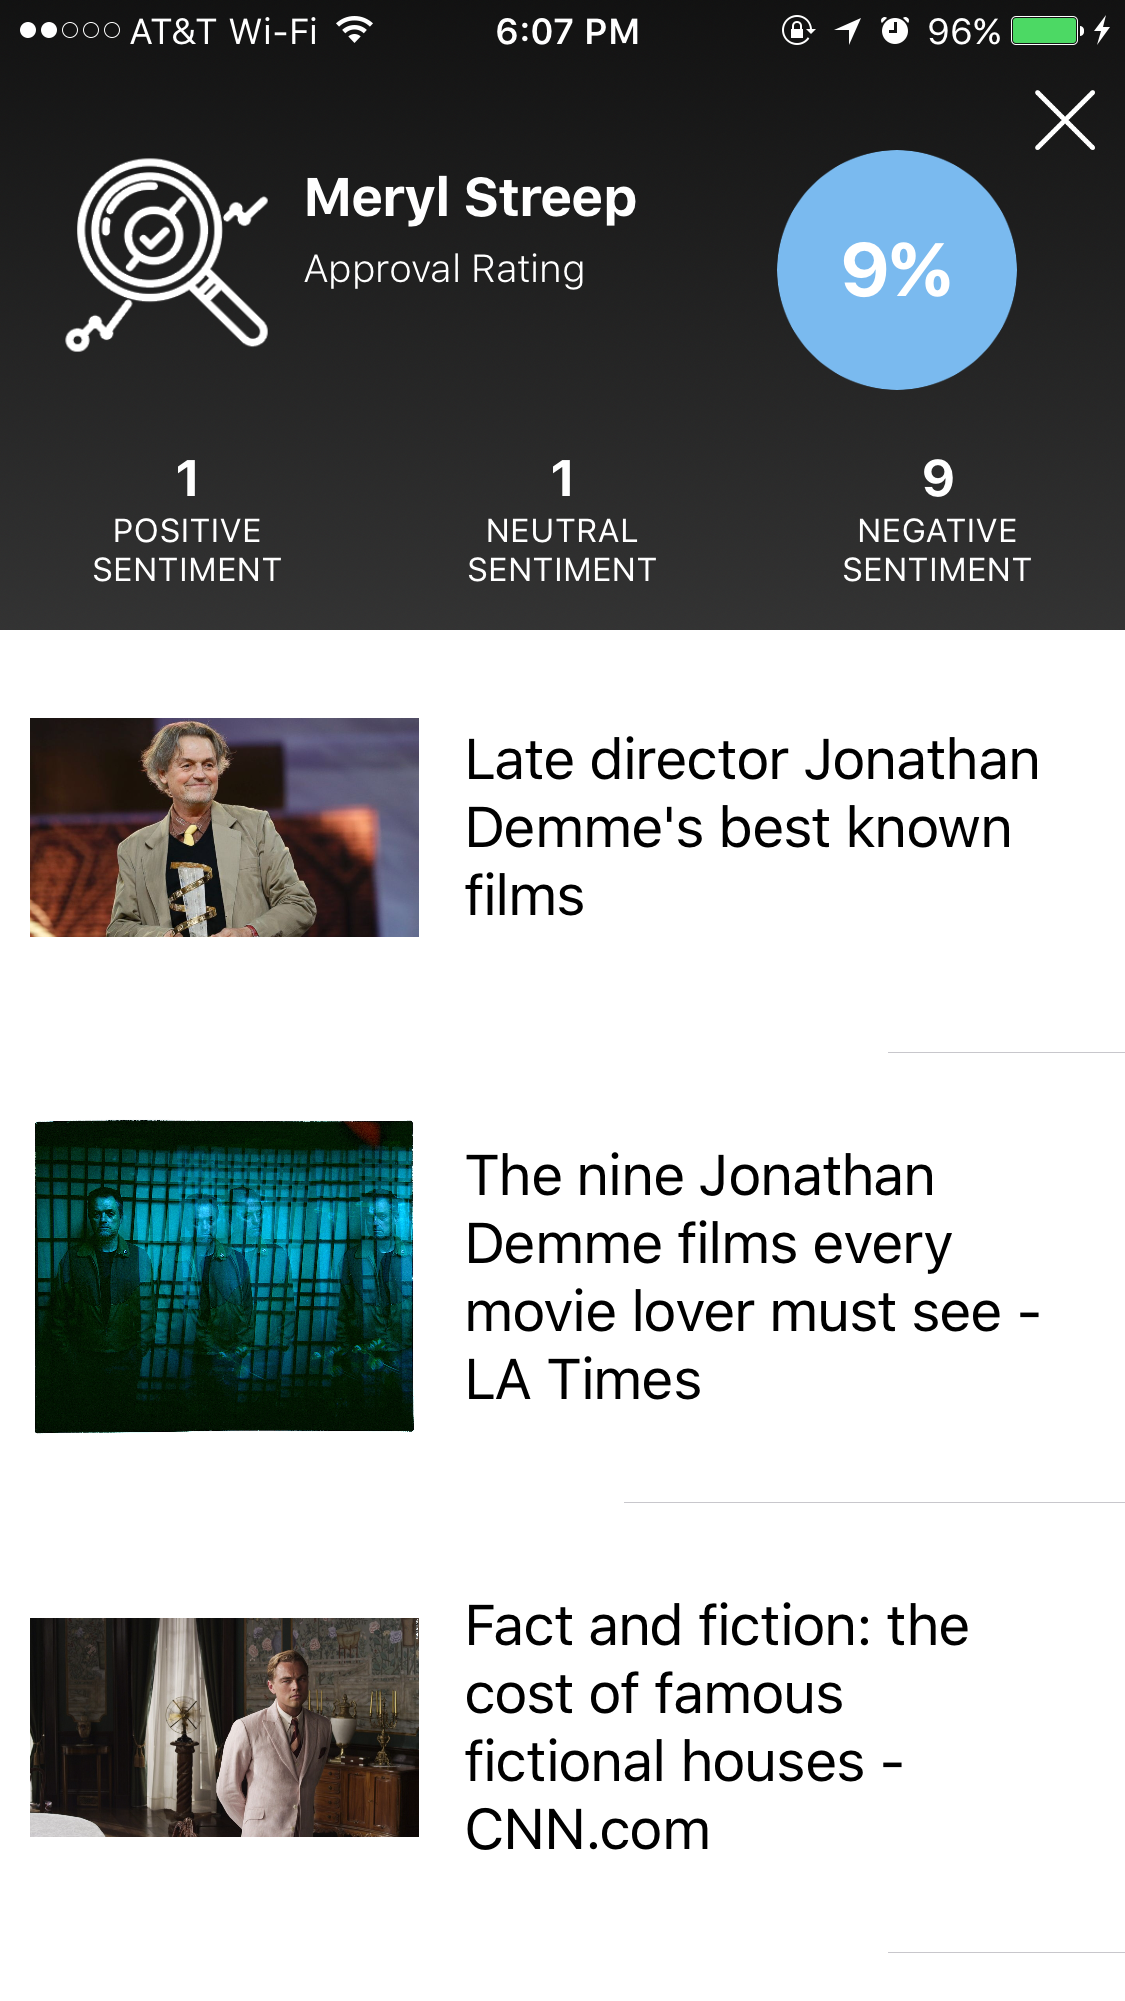 AT&T Wi-Fi 6:07 PM 96%
Meryl Streep
Approval Rating
9%
1
POSITIVE
SENTIMENT
1
NEUTRAL
SENTIMENT
9
NEGATIVE
SENTIMENT
Late director Jonathan
Demme's best known
films
The nine Jonathan
Demme films every
movie lover must see -
LA Times
Fact and fiction: the
cost of famous
fictional houses -
CNN.com